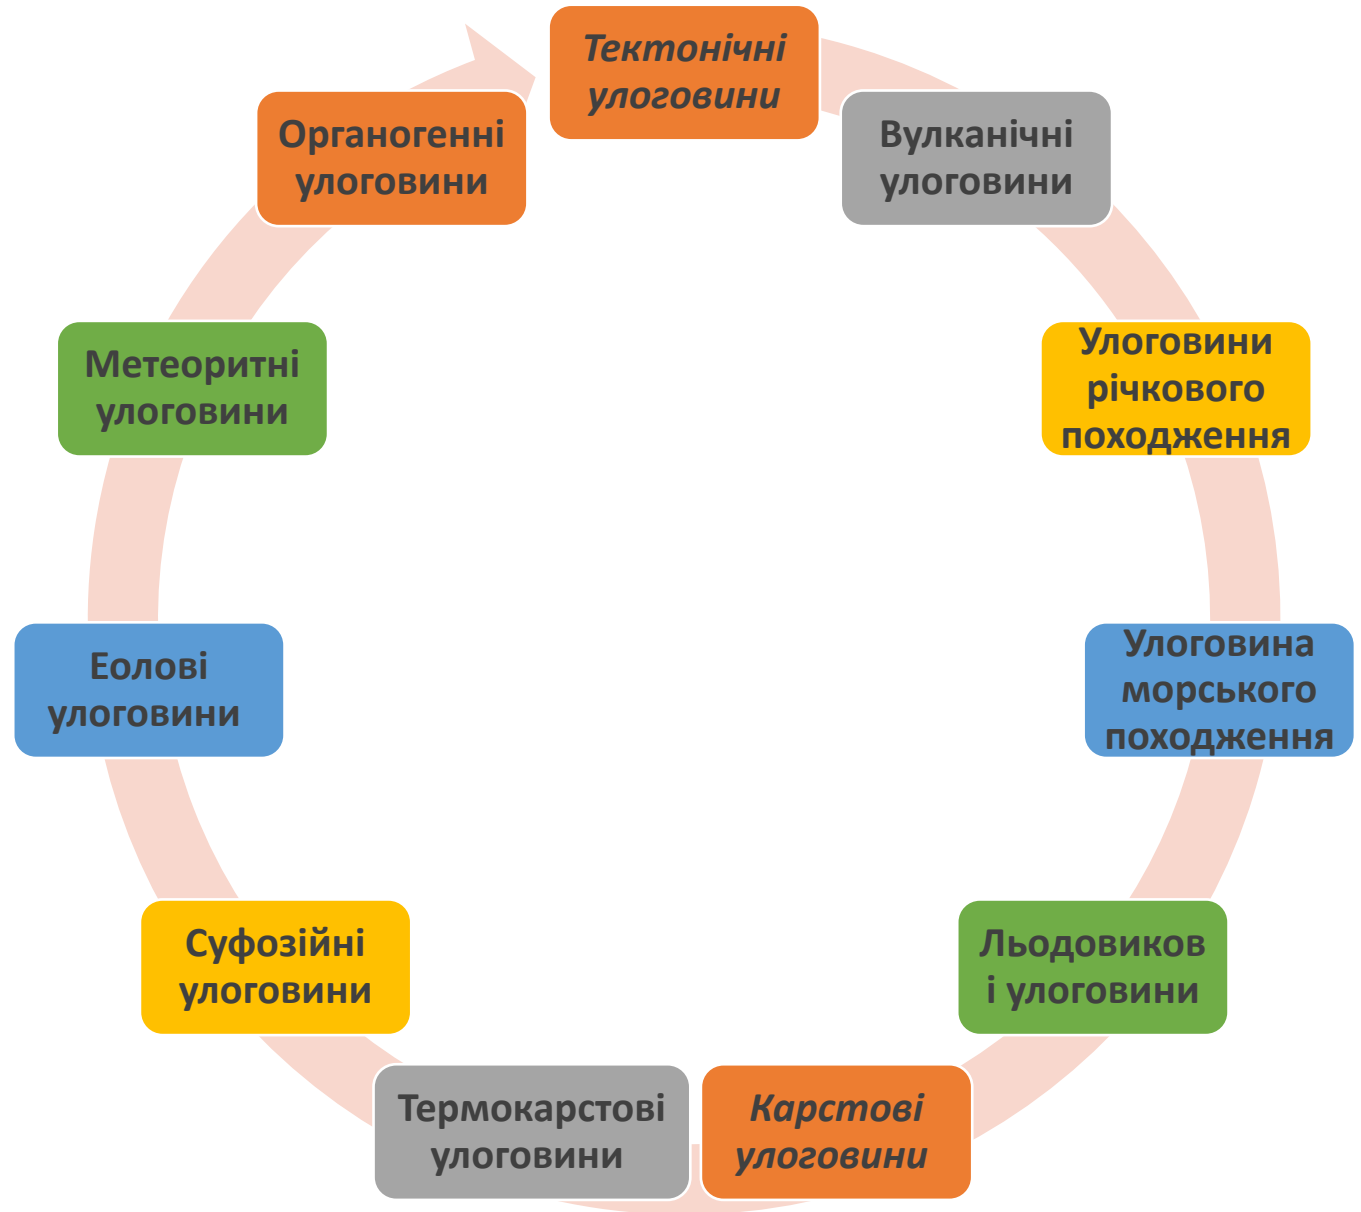 Тектонічні
улоговини
Вулканічні
улоговини
Улоговини
річкового
походження
Улоговина
морського
походження
Льодовиков
і улоговини
Карстові
улоговини
Термокарстові
улоговини
Суфозійні
улоговини
Еолові
улоговини
Метеоритні
улоговини
Органогенні
улоговини